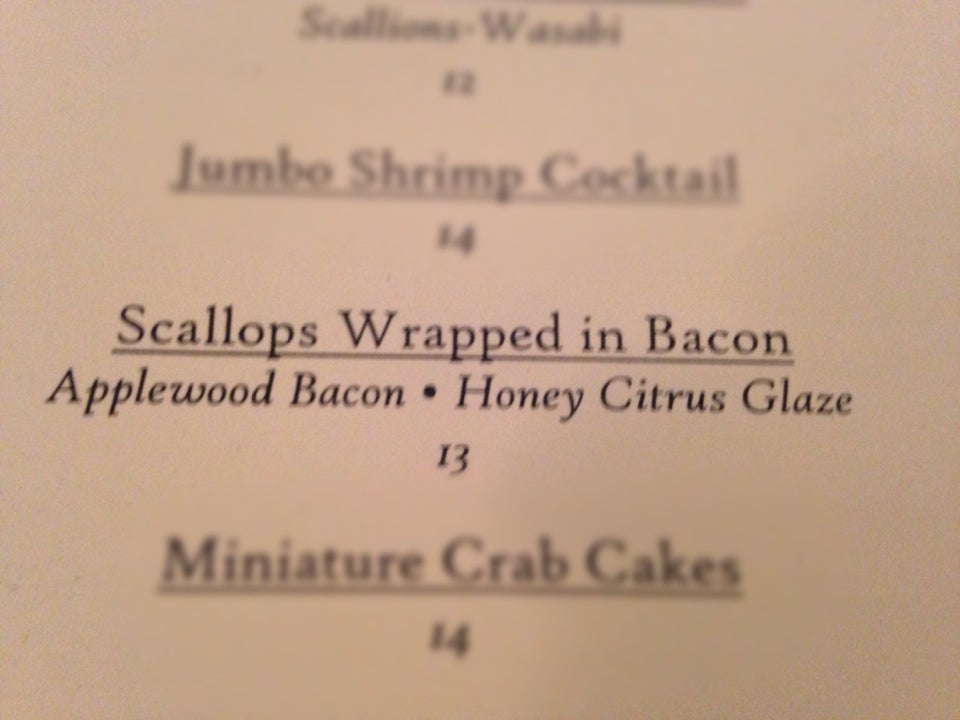 Scallions-Wasabi
12
Jumbo Shrimp Cocktail
14
Scallops Wrapped in Bacon
Applewood Bacon • Honey Citrus Glaze
13
Miniature Crab Cakes
14